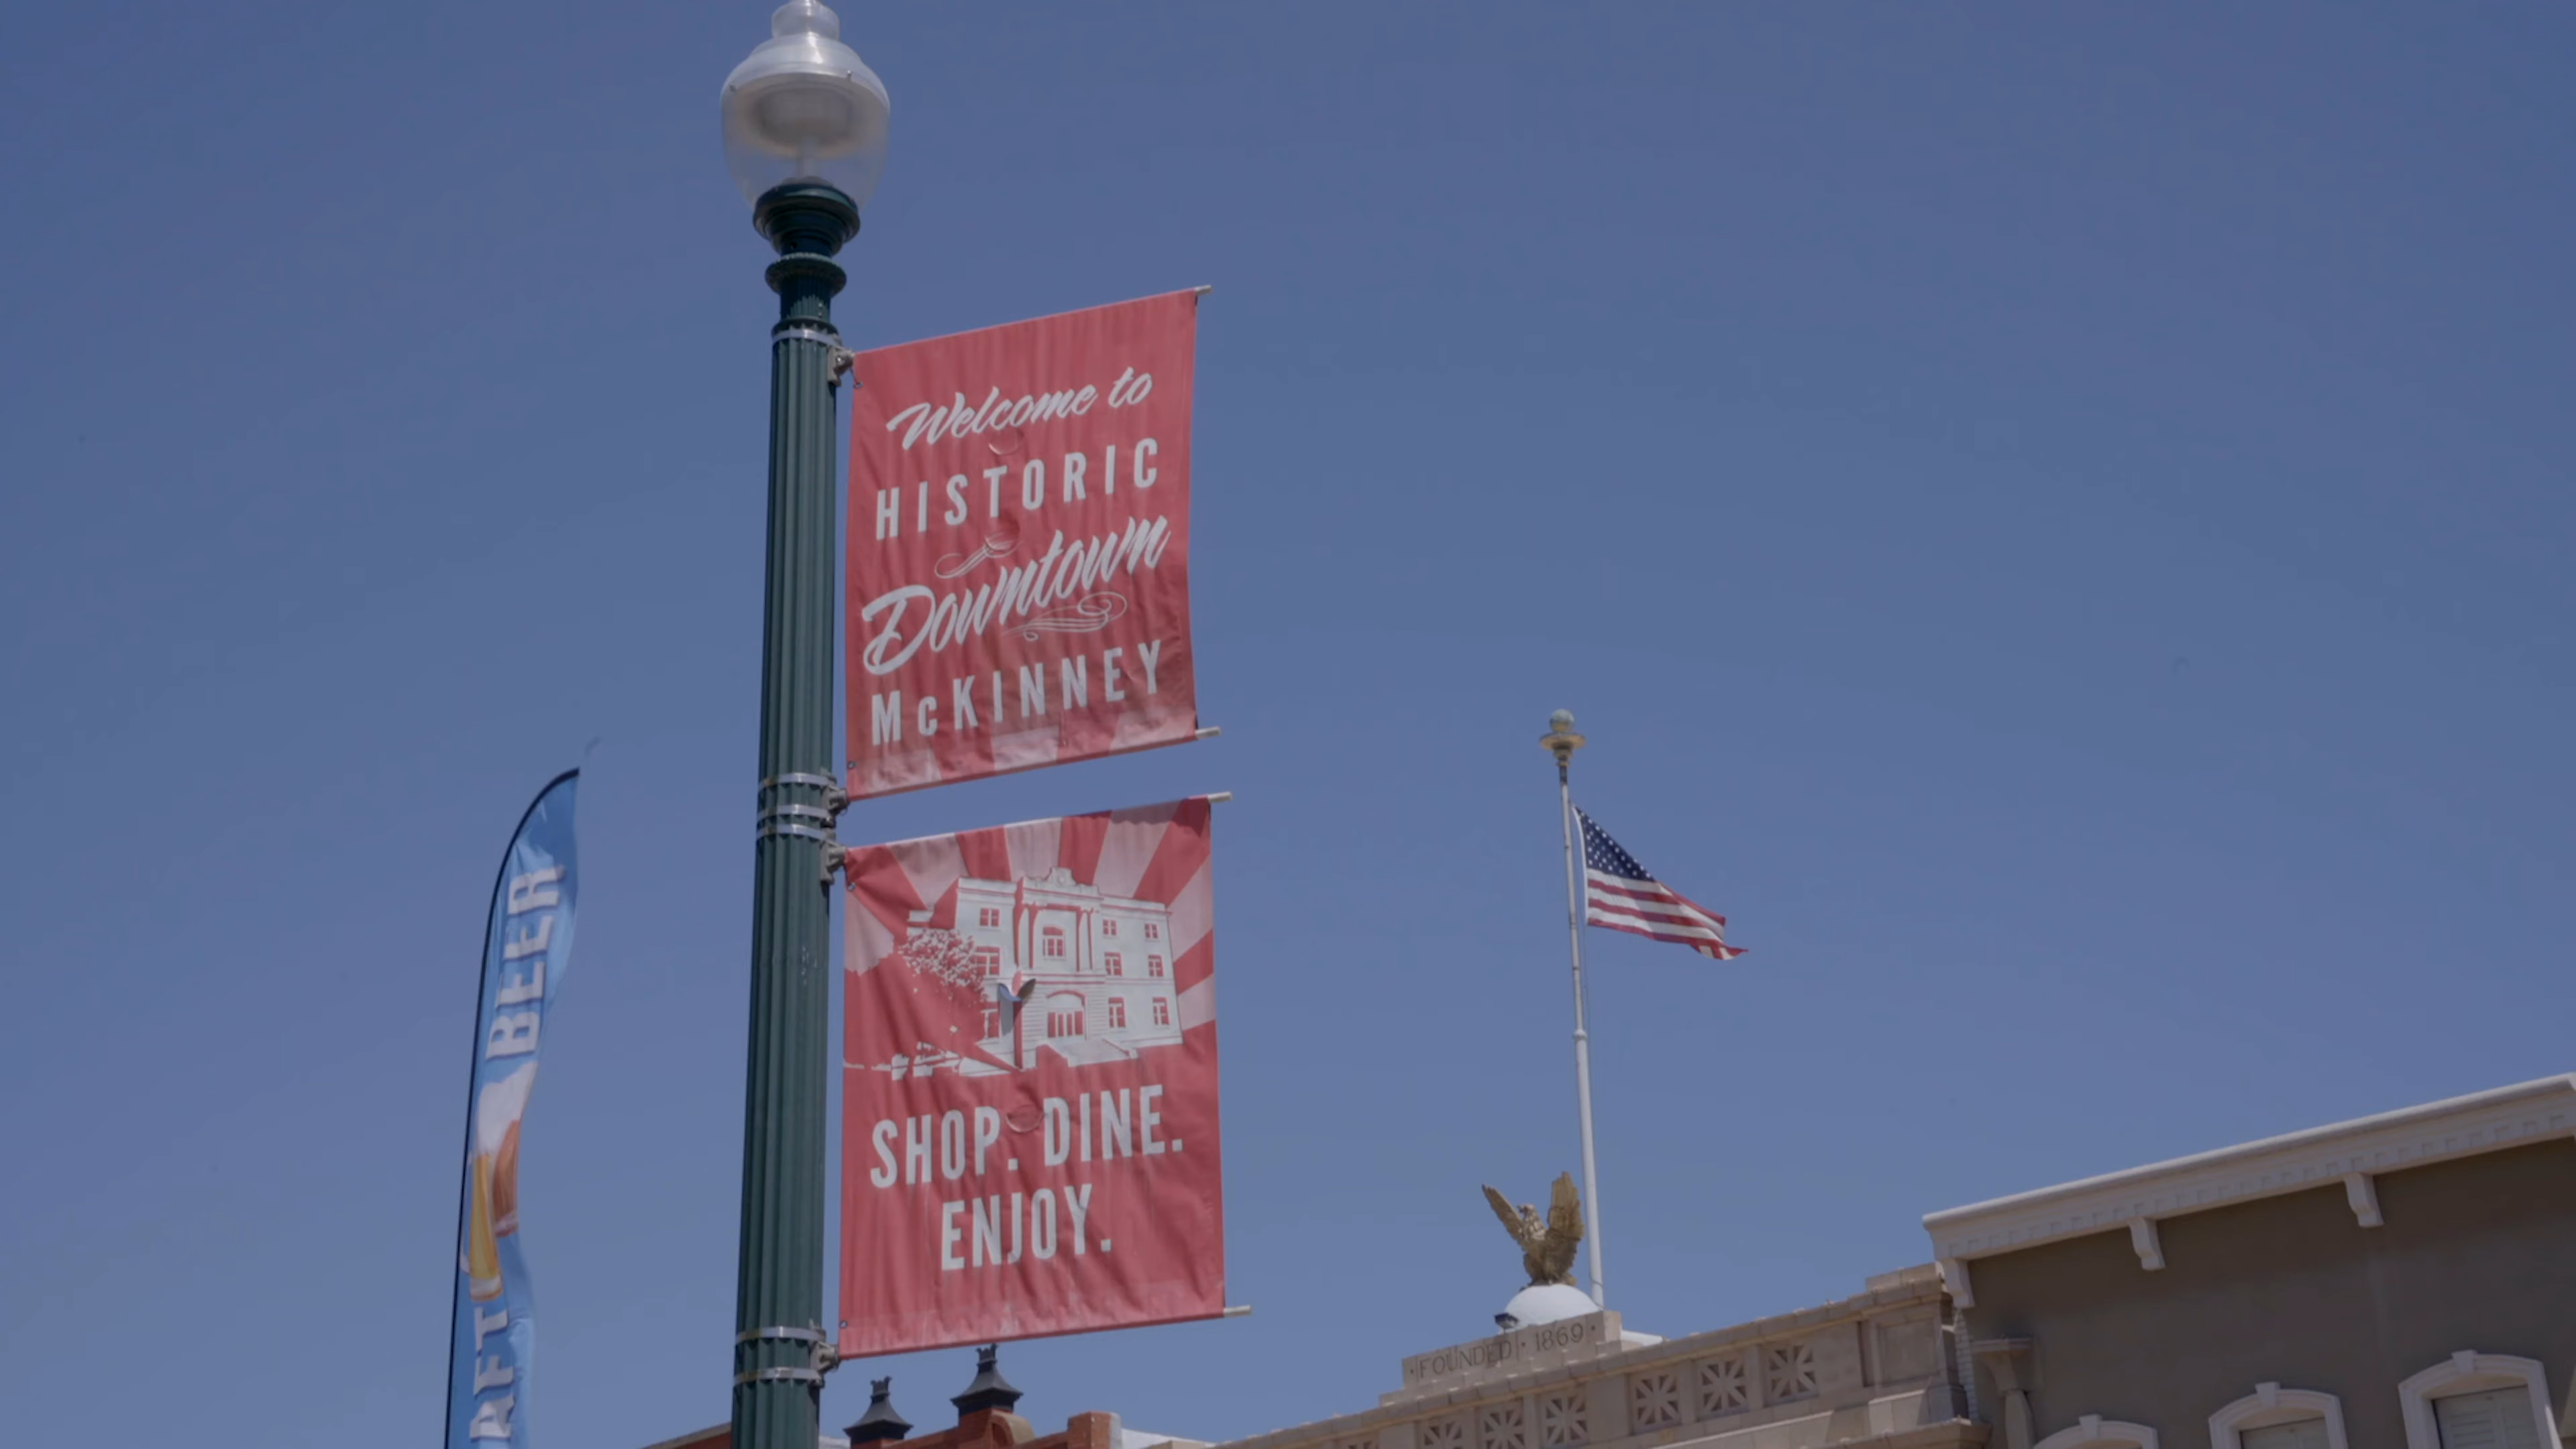 Welcome to
HISTORIC
Downtown
McKINNEY
SHOP. DINE.
ENJOY.
AFT BEER
·FOUNDED·1869·